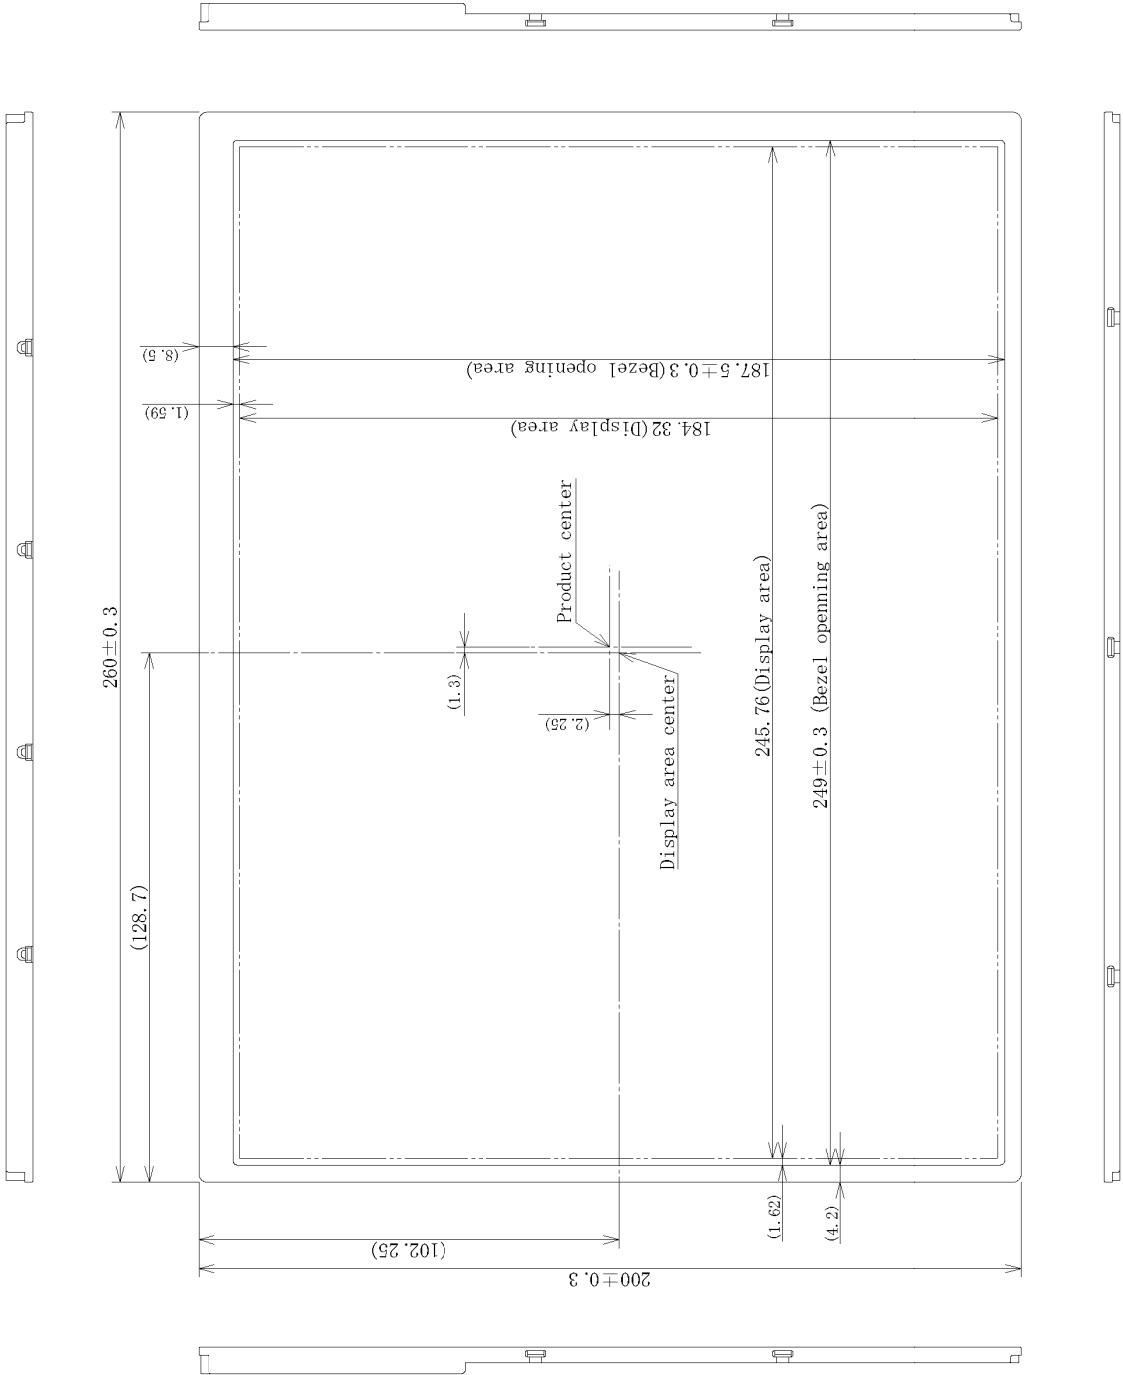 (8.5)
187.5±0.3(Bezel opening area)
(1.59)
184.32(Display area)
Product center
260±0.3
(1.3)
(2.25)
Display area center
245.76(Display area)
249±0.3 (Bezel openning area)
(128.7)
(1.62)
(4.2)
(102.25)
200±0.3